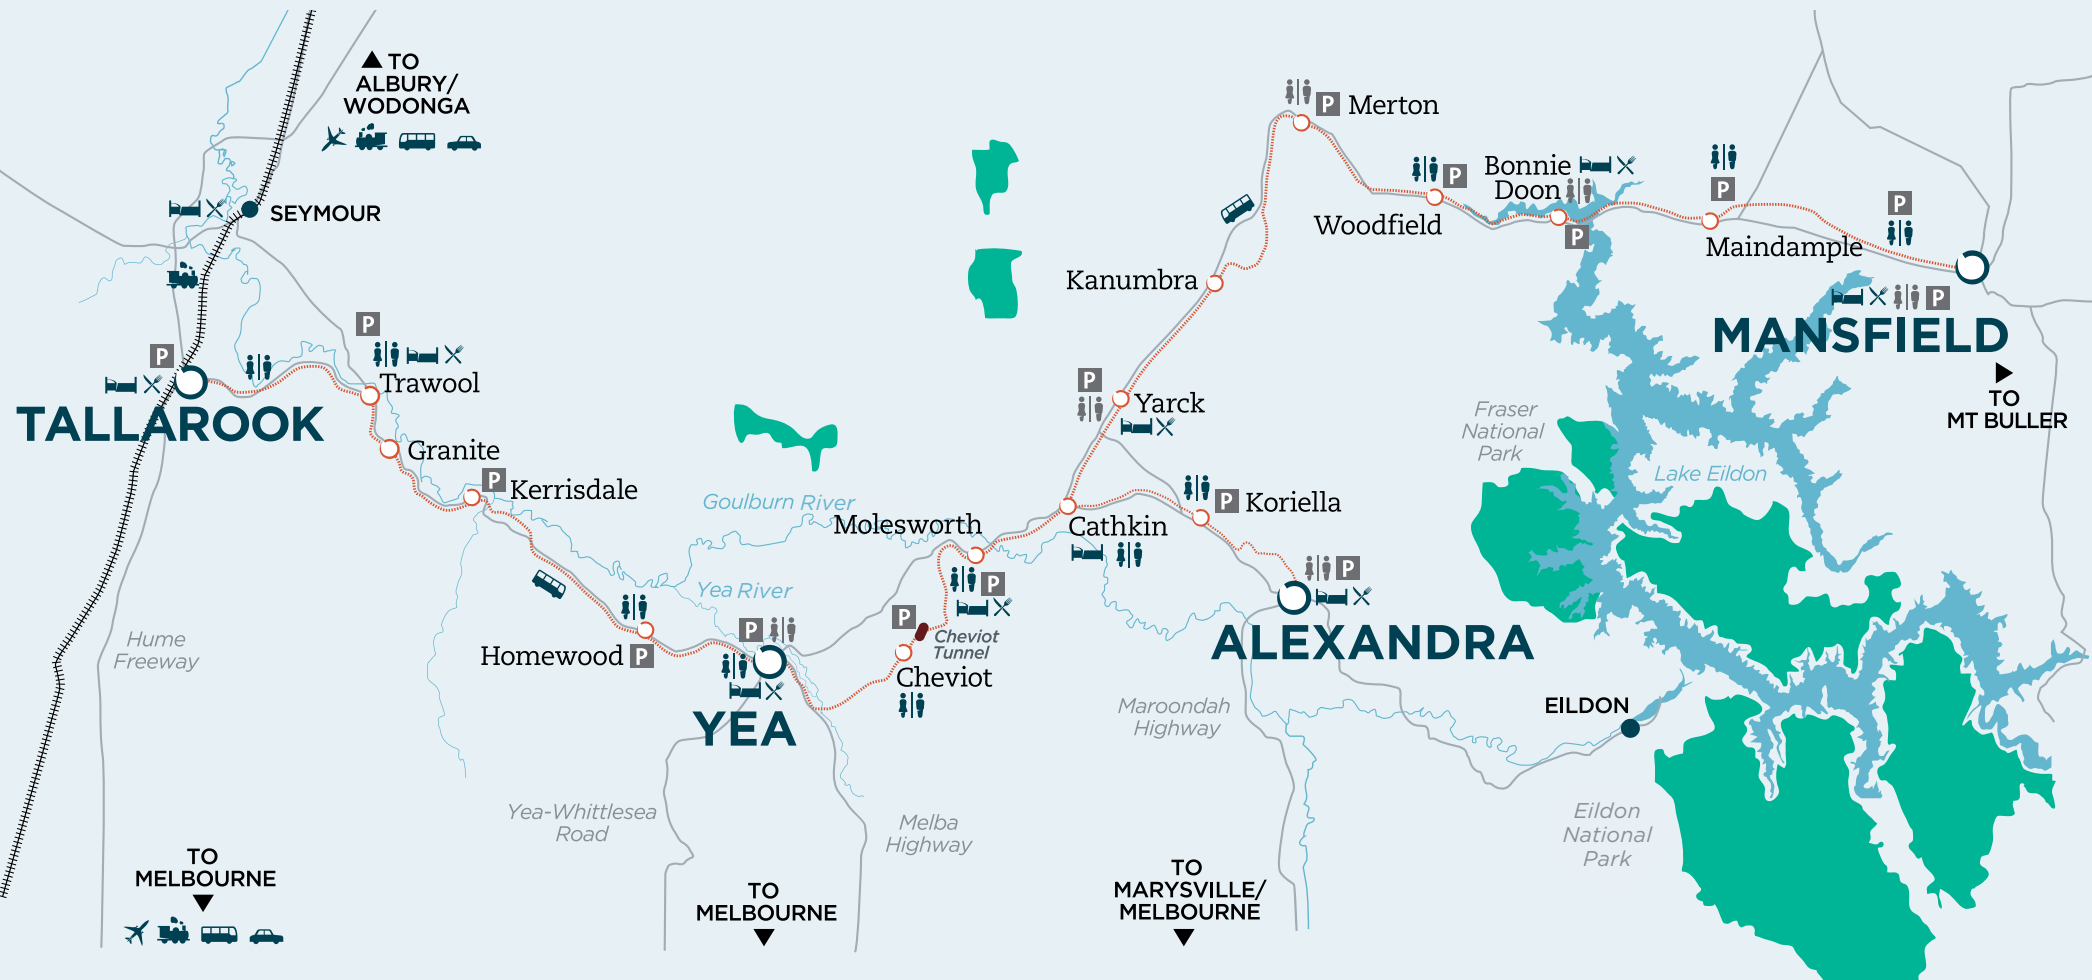 TO
ALBURY/
WODONGA
SEYMOUR
P
P
TALLAROOK
Trawool
Granite
P
Kerrisdale
Hume
Freeway
Homewood
P
P
YEA
Goulburn River
Yea River
Molesworth
P
P
Cheviot
Tunnel
Cheviot
Cathkin
P
Yarck
Kanumbra
P
Merton
P
Woodfield
Bonnie
Doon
P
P
Maindample
P
P
MANSFIELD
TO
MT BULLER
P
Koriella
P
ALEXANDRA
Fraser
National
Park
Lake Eildon
EILDON
Eildon
National
Park
Maroondah
Highway
Yea-Whittlesea
Road
Melba
Highway
TO
MELBOURNE
TO
MELBOURNE
TO
MARYSVILLE/
MELBOURNE